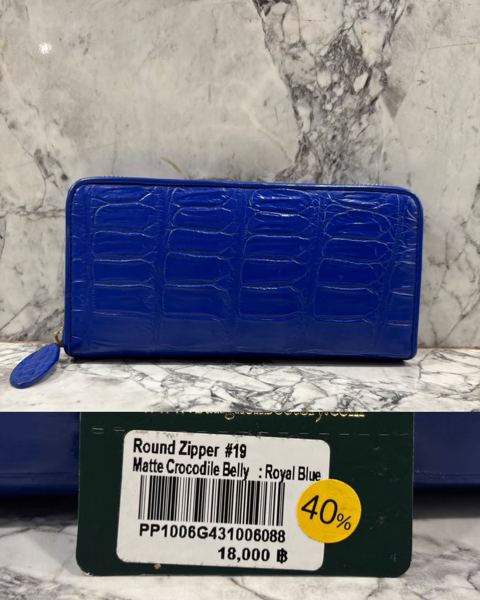 Round Zipper #19
Matte Crocodile Belly : Royal Blue
40%
PP1006G431006088
18,000 ฿